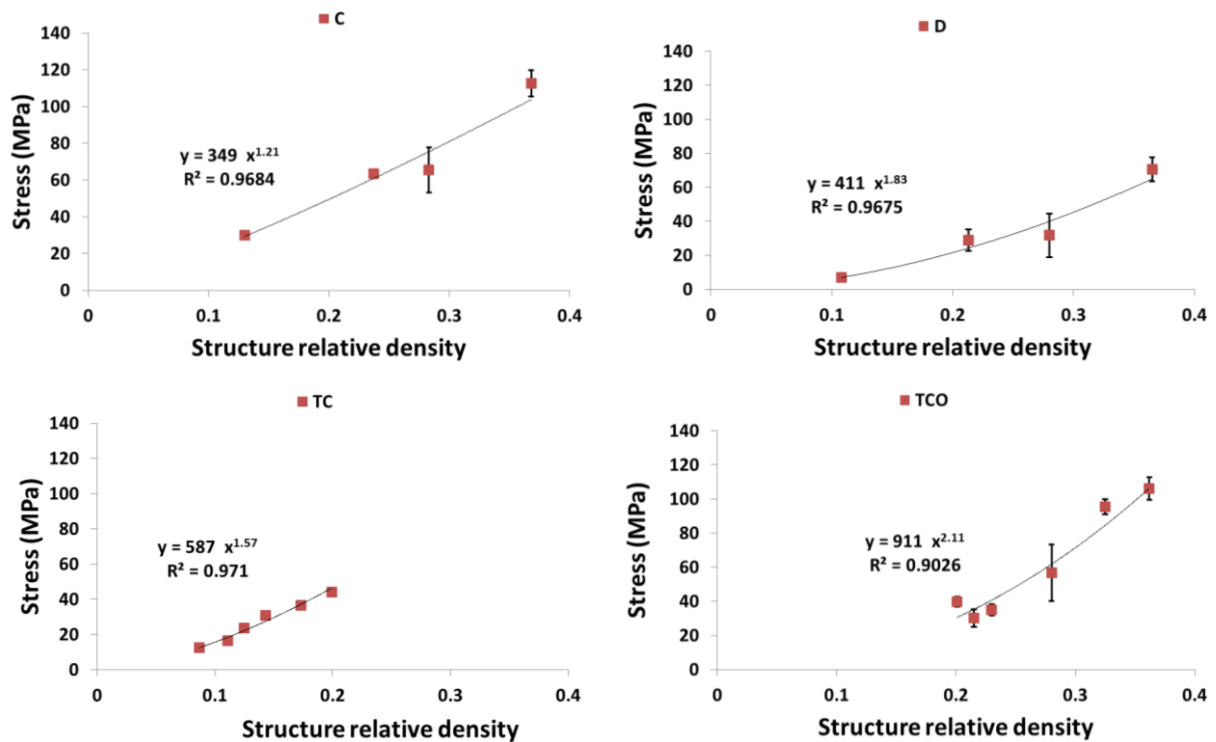 C
Stress (MPa)
140
120
100
80
60
40
20
0
y = 349 x^1.21
R² = 0.9684
0 0.1 0.2 0.3 0.4
Structure relative density
D
Stress (MPa)
140
120
100
80
60
40
20
0
y = 411 x^1.83
R² = 0.9675
0 0.1 0.2 0.3 0.4
Structure relative density
TC
Stress (MPa)
140
120
100
80
60
40
20
0
y = 587 x^1.57
R² = 0.971
0 0.1 0.2 0.3 0.4
Structure relative density
TCO
Stress (MPa)
140
120
100
80
60
40
20
0
y = 911 x^2.11
R² = 0.9026
0 0.1 0.2 0.3 0.4
Structure relative density